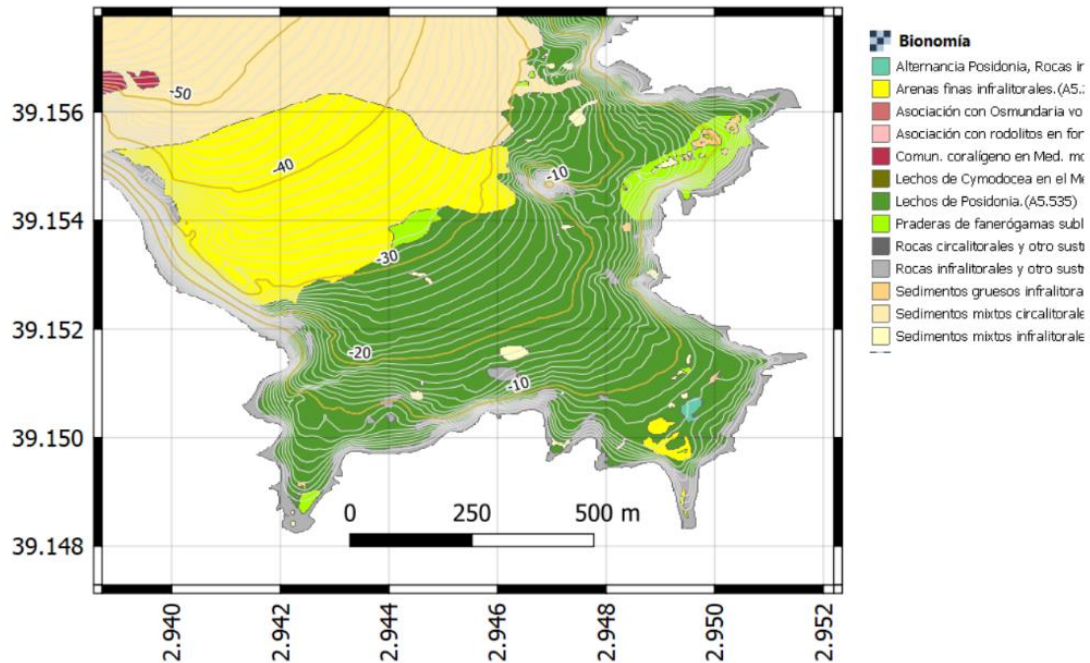 39.156
39.154
39.152
39.150
39.148
-50
-40
-10
-30
-20
-10
0 250 500 m
2.940 2.942 2.944 2.946 2.948 2.950 2.952
Bionomía
Alternancia Posidonia, Rocas ir
Arenas finas infralitorales.(A5.:
Asociación con Osmundaria vo
Asociación con rodolitos en for
Comun. coralígeno en Med. mc
Lechos de Cymodocea en el Me
Lechos de Posidonia.(A5.535)
Praderas de fanerógamas subl
Rocas circalitorales y otro sustr
Rocas infralitorales y otro sustr
Sedimentos gruesos infralitora
Sedimentos mixtos circalitorale
Sedimentos mixtos infralitorale